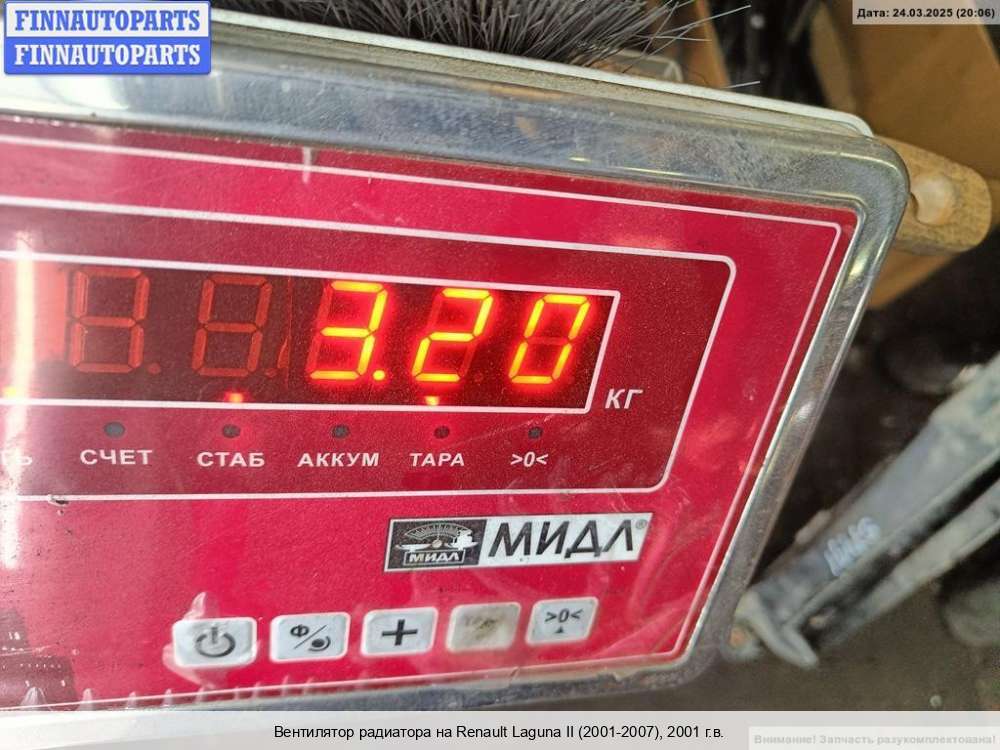 FINNAUTOPARTS
FINNAUTOPARTS
Дата: 24.03.2025 (20:06)
3.20
КГ
СЧЕТ СТАБ АККУМ ТАРА >0<
МИДЛ МИДЛ®
Ф + >0<
Вентилятор радиатора на Renault Laguna II (2001-2007), 2001 г.в.
Внимание! Запчасть разукомплектована!